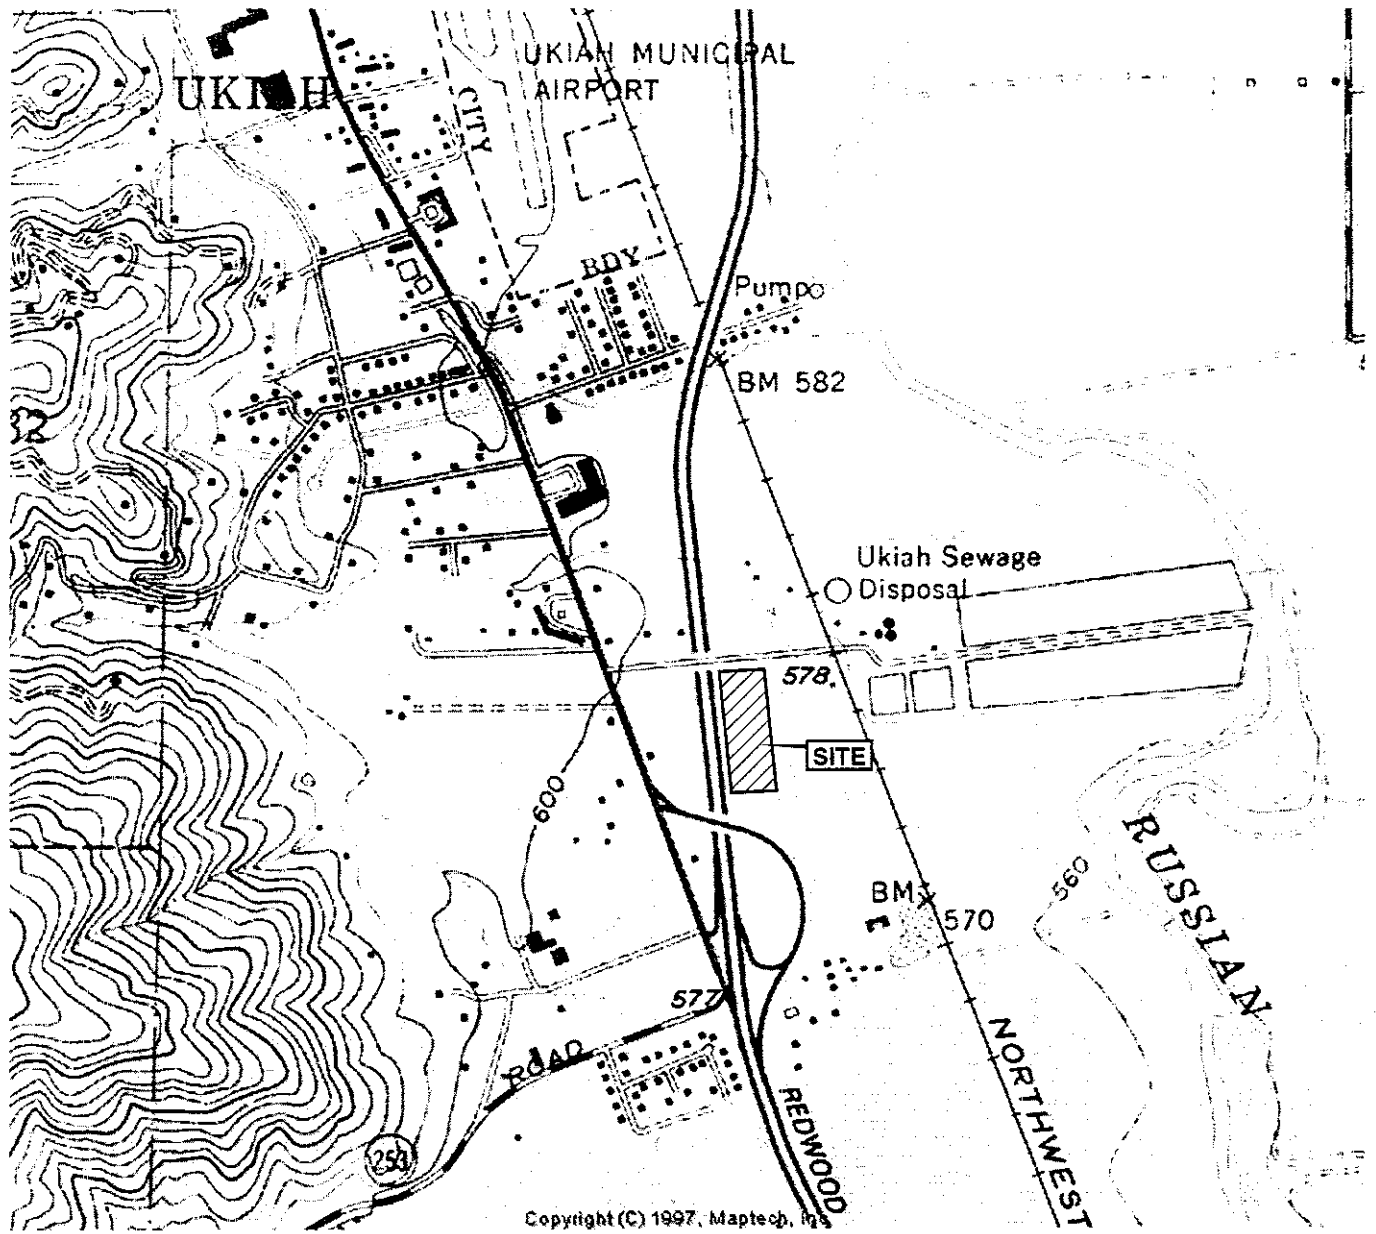 UKIAH MUNICIPAL
AIRPORT
UKIAH
CITY
BDY
Pump
BM 582
32
Ukiah Sewage
Disposal
578
SITE
600
560
RUSSIAN
BM
570
577
ROAD
NORTHWEST
REDWOOD
253
Copyright (C) 1997, Maptech, Inc